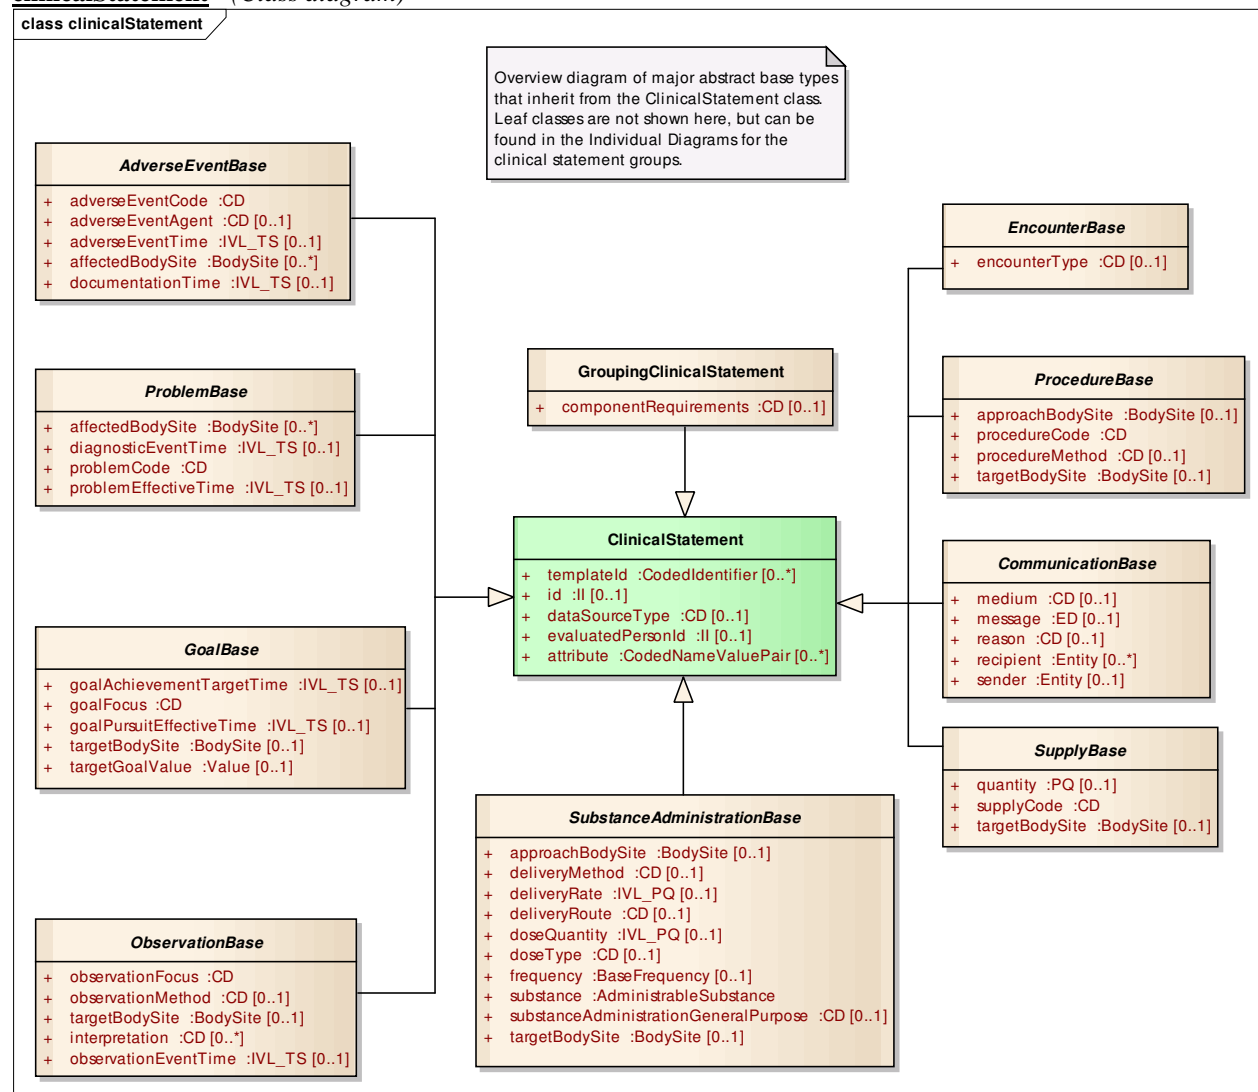 clinicalStatement (Class diagram)
class clinicalStatement
Overview diagram of major abstract base types
that inherit from the ClinicalStatement class.
Leaf classes are not shown here, but can be
found in the Individual Diagrams for the
clinical statement groups.
AdverseEventBase
+ adverseEventCode :CD
+ adverseEventAgent :CD [0..1]
+ adverseEventTime :IVL_TS [0..1]
+ affectedBodySite :BodySite [0..*]
+ documentationTime :IVL_TS [0..1]
EncounterBase
+ encounterType :CD [0..1]
GroupingClinicalStatement
+ componentRequirements :CD [0..1]
ProblemBase
+ affectedBodySite :BodySite [0..*]
+ diagnosticEventTime :IVL_TS [0..1]
+ problemCode :CD
+ problemEffectiveTime :IVL_TS [0..1]
ProcedureBase
+ approachBodySite :BodySite [0..1]
+ procedureCode :CD
+ procedureMethod :CD [0..1]
+ targetBodySite :BodySite [0..1]
ClinicalStatement
+ templateId :CodedIdentifier [0..*]
+ id :II [0..1]
+ dataSourceType :CD [0..1]
+ evaluatedPersonId :II [0..1]
+ attribute :CodedNameValuePair [0..*]
CommunicationBase
+ medium :CD [0..1]
+ message :ED [0..1]
+ reason :CD [0..1]
+ recipient :Entity [0..*]
+ sender :Entity [0..1]
GoalBase
+ goalAchievementTargetTime :IVL_TS [0..1]
+ goalFocus :CD
+ goalPursuitEffectiveTime :IVL_TS [0..1]
+ targetBodySite :BodySite [0..1]
+ targetGoalValue :Value [0..1]
SupplyBase
+ quantity :PQ [0..1]
+ supplyCode :CD
+ targetBodySite :BodySite [0..1]
SubstanceAdministrationBase
+ approachBodySite :BodySite [0..1]
+ deliveryMethod :CD [0..1]
+ deliveryRate :IVL_PQ [0..1]
+ deliveryRoute :CD [0..1]
+ doseQuantity :IVL_PQ [0..1]
+ doseType :CD [0..1]
+ frequency :BaseFrequency [0..1]
+ substance :AdministrableSubstance
+ substanceAdministrationGeneralPurpose :CD [0..1]
+ targetBodySite :BodySite [0..1]
ObservationBase
+ observationFocus :CD
+ observationMethod :CD [0..1]
+ targetBodySite :BodySite [0..1]
+ interpretation :CD [0..*]
+ observationEventTime :IVL_TS [0..1]